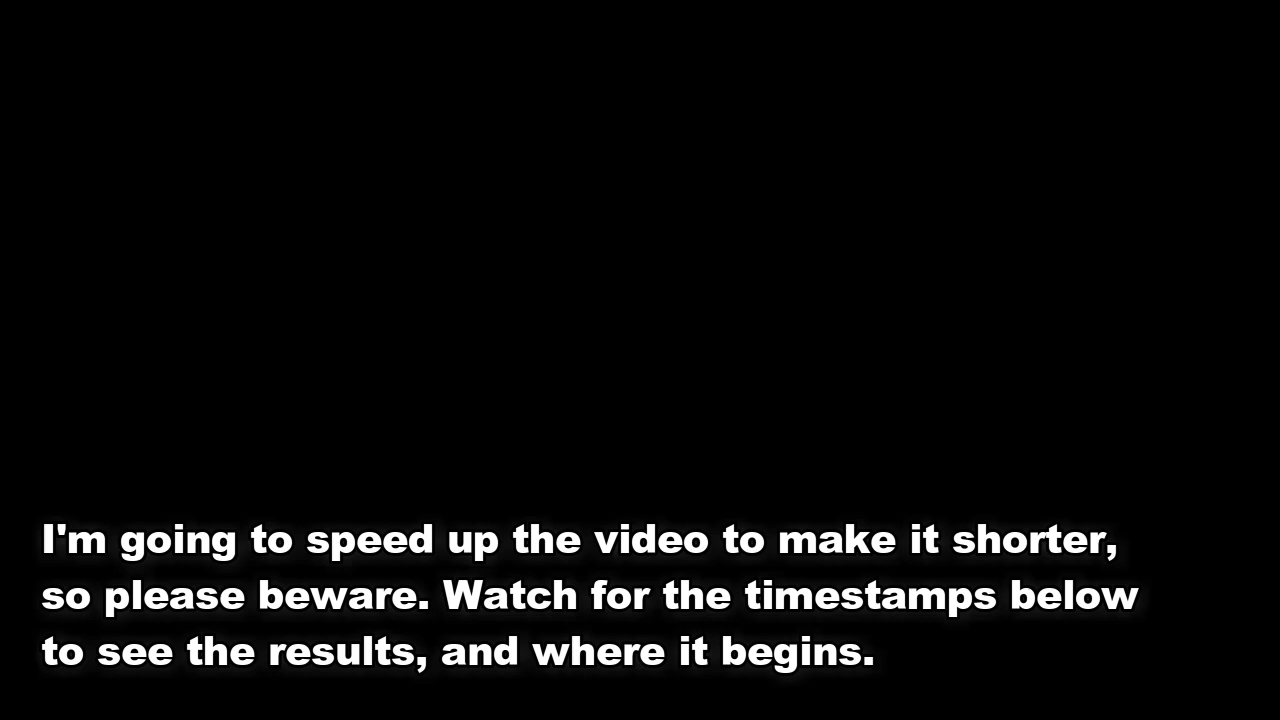 I'm going to speed up the video to make it shorter,
so please beware. Watch for the timestamps below
to see the results, and where it begins.